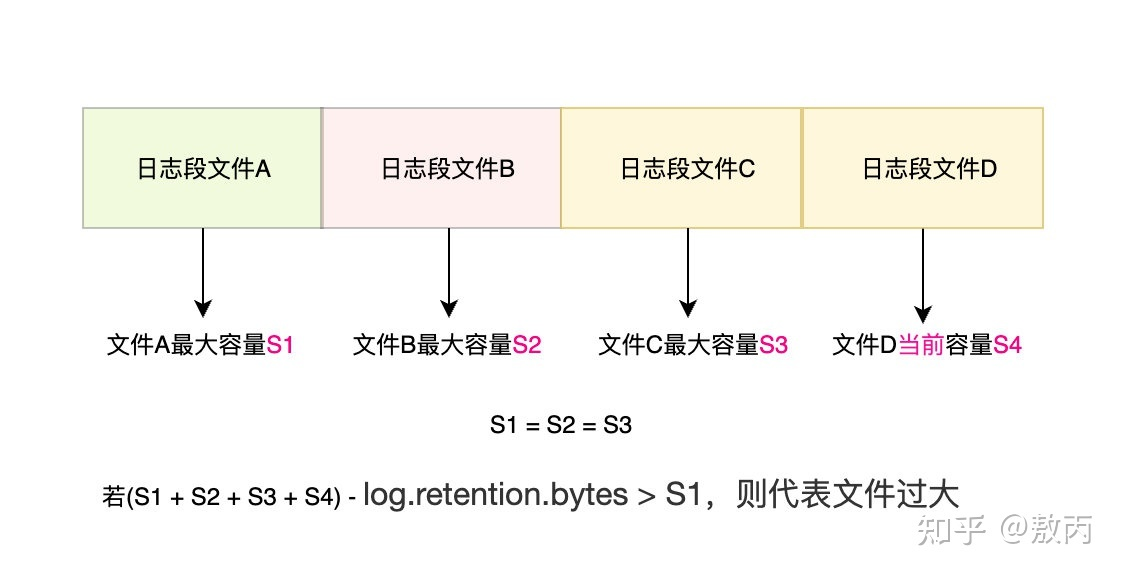 日志段文件A 日志段文件B 日志段文件C 日志段文件D
文件A最大容量S1 文件B最大容量S2 文件C最大容量S3 文件D当前容量S4
S1 = S2 = S3
若(S1 + S2 + S3 + S4) - log.retention.bytes > S1，则代表文件过大
知乎 @敖丙